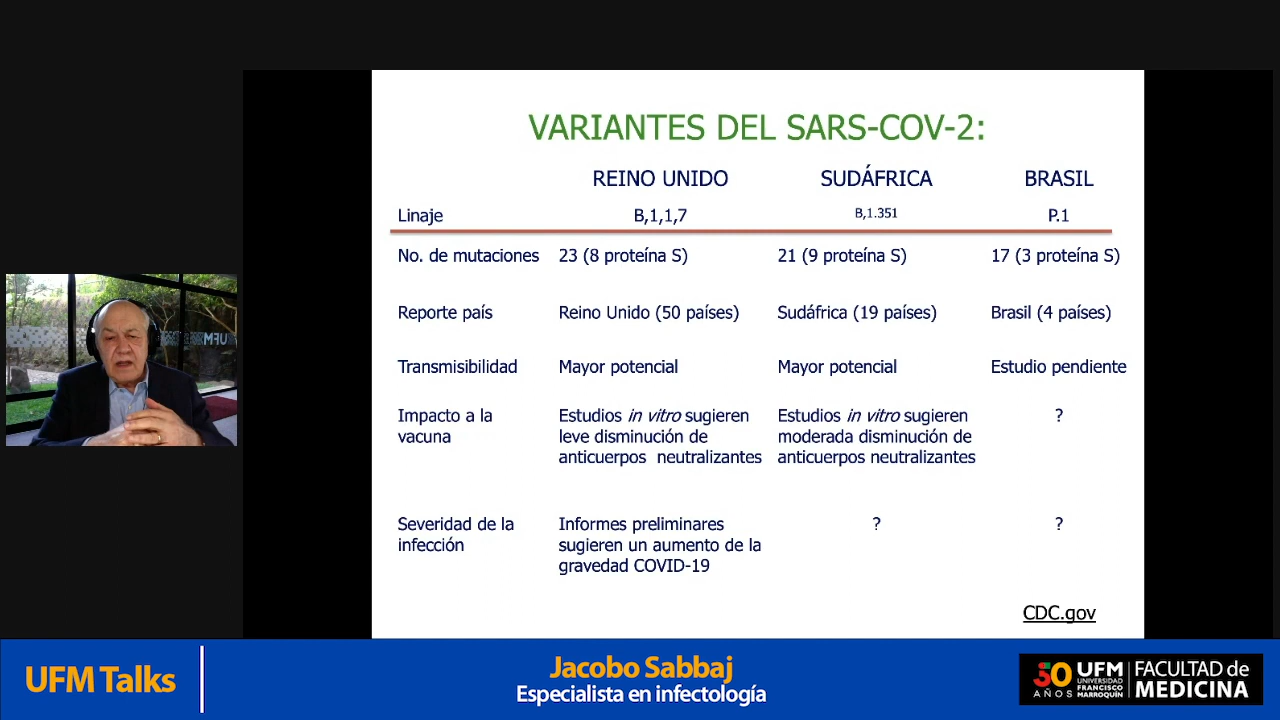 VARIANTES DEL SARS-COV-2:
REINO UNIDO SUDÁFRICA BRASIL
Linaje B,1,1,7 B,1.351 P.1
No. de mutaciones 23 (8 proteína S) 21 (9 proteína S) 17 (3 proteína S)
Reporte país Reino Unido (50 países) Sudáfrica (19 países) Brasil (4 países)
Transmisibilidad Mayor potencial Mayor potencial Estudio pendiente
Impacto a la Estudios in vitro sugieren Estudios in vitro sugieren ?
vacuna leve disminución de moderada disminución de
anticuerpos neutralizantes anticuerpos neutralizantes
Severidad de la Informes preliminares ? ?
infección sugieren un aumento de la
gravedad COVID-19
CDC.gov
UFM
UFM Talks
Jacobo Sabbaj
Especialista en infectología
50 AÑOS
UFM
UNIVERSIDAD
FRANCISCO
MARROQUÍN
FACULTAD de
MEDICINA